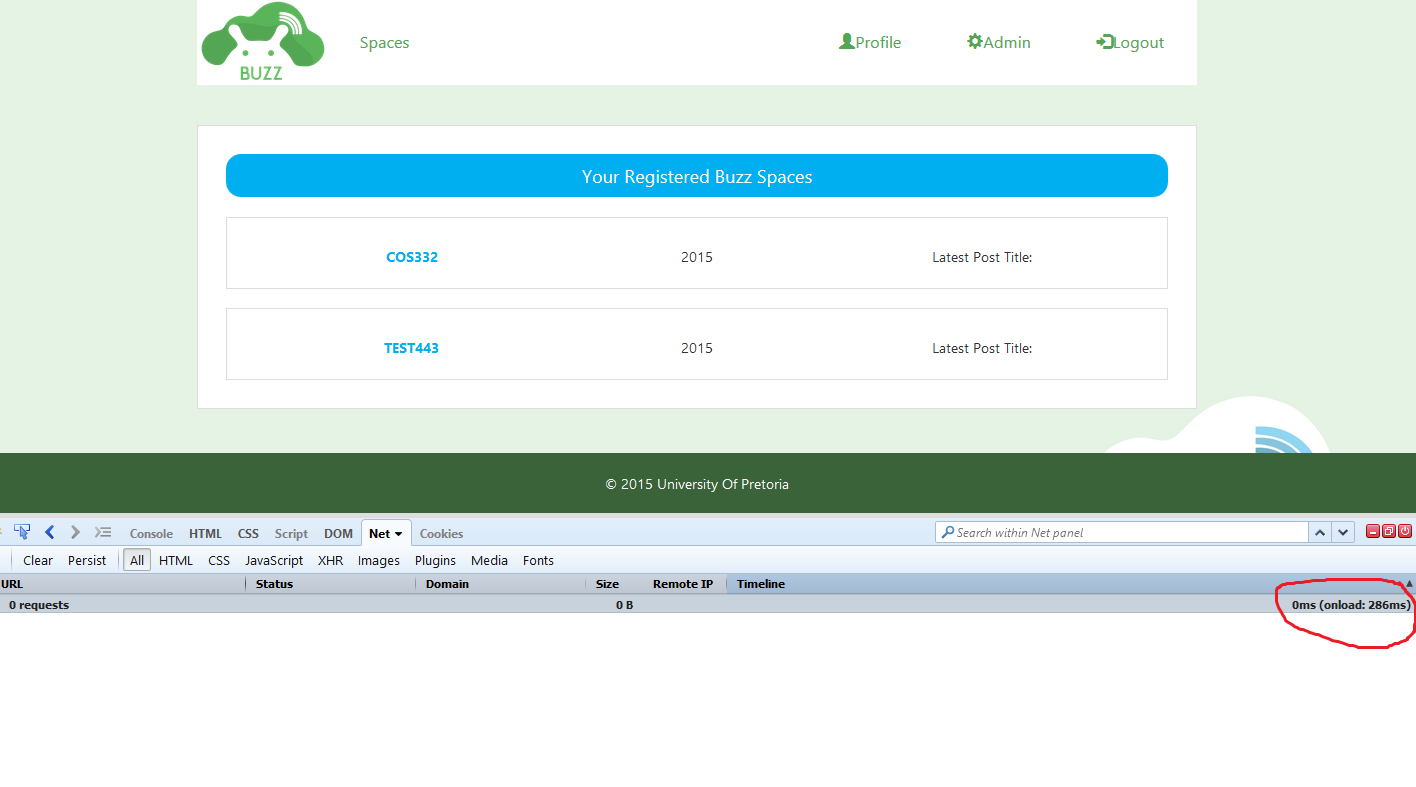 BUZZ
Spaces Profile Admin Logout
Your Registered Buzz Spaces
COS332 2015 Latest Post Title:
TEST443 2015 Latest Post Title:
© 2015 University Of Pretoria
Console HTML CSS Script DOM Net Cookies Search within Net panel
Clear Persist All HTML CSS JavaScript XHR Images Plugins Media Fonts
URL Status Domain Size Remote IP Timeline
0 requests 0 B 0ms (onload: 286ms)